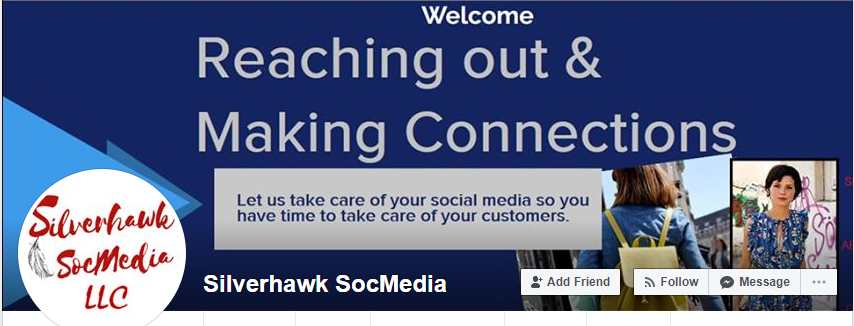 Welcome
Reaching out &
Making Connections
Let us take care of your social media so you
have time to take care of your customers.
Silverhawk
SocMedia
LLC
Silverhawk SocMedia
Add Friend
Follow
Message